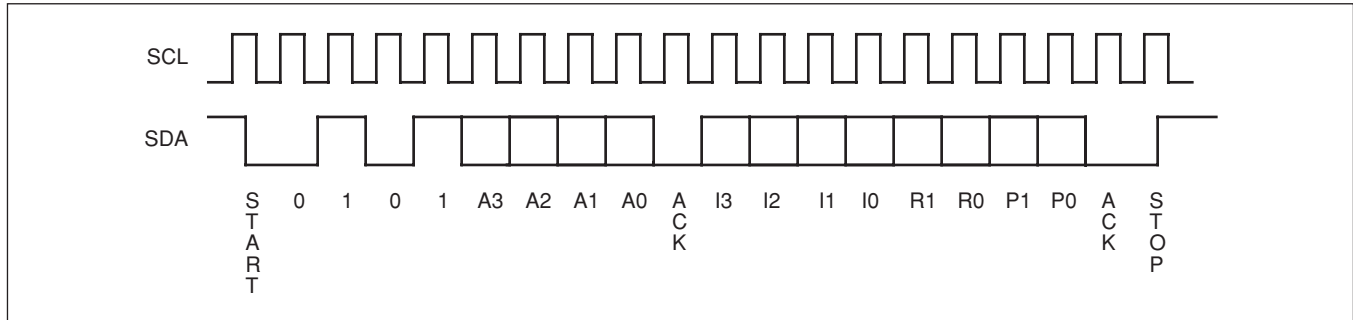 SCL
SDA
START 0 1 0 1 A3 A2 A1 A0 ACK I3 I2 I1 I0 R1 R0 P1 P0 ACK STOP